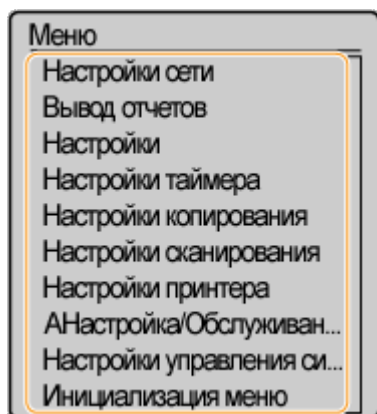 Меню
Настройки сети
Вывод отчетов
Настройки
Настройки таймера
Настройки копирования
Настройки сканирования
Настройки принтера
АНастройка/Обслуживан...
Настройки управления си...
Инициализация меню